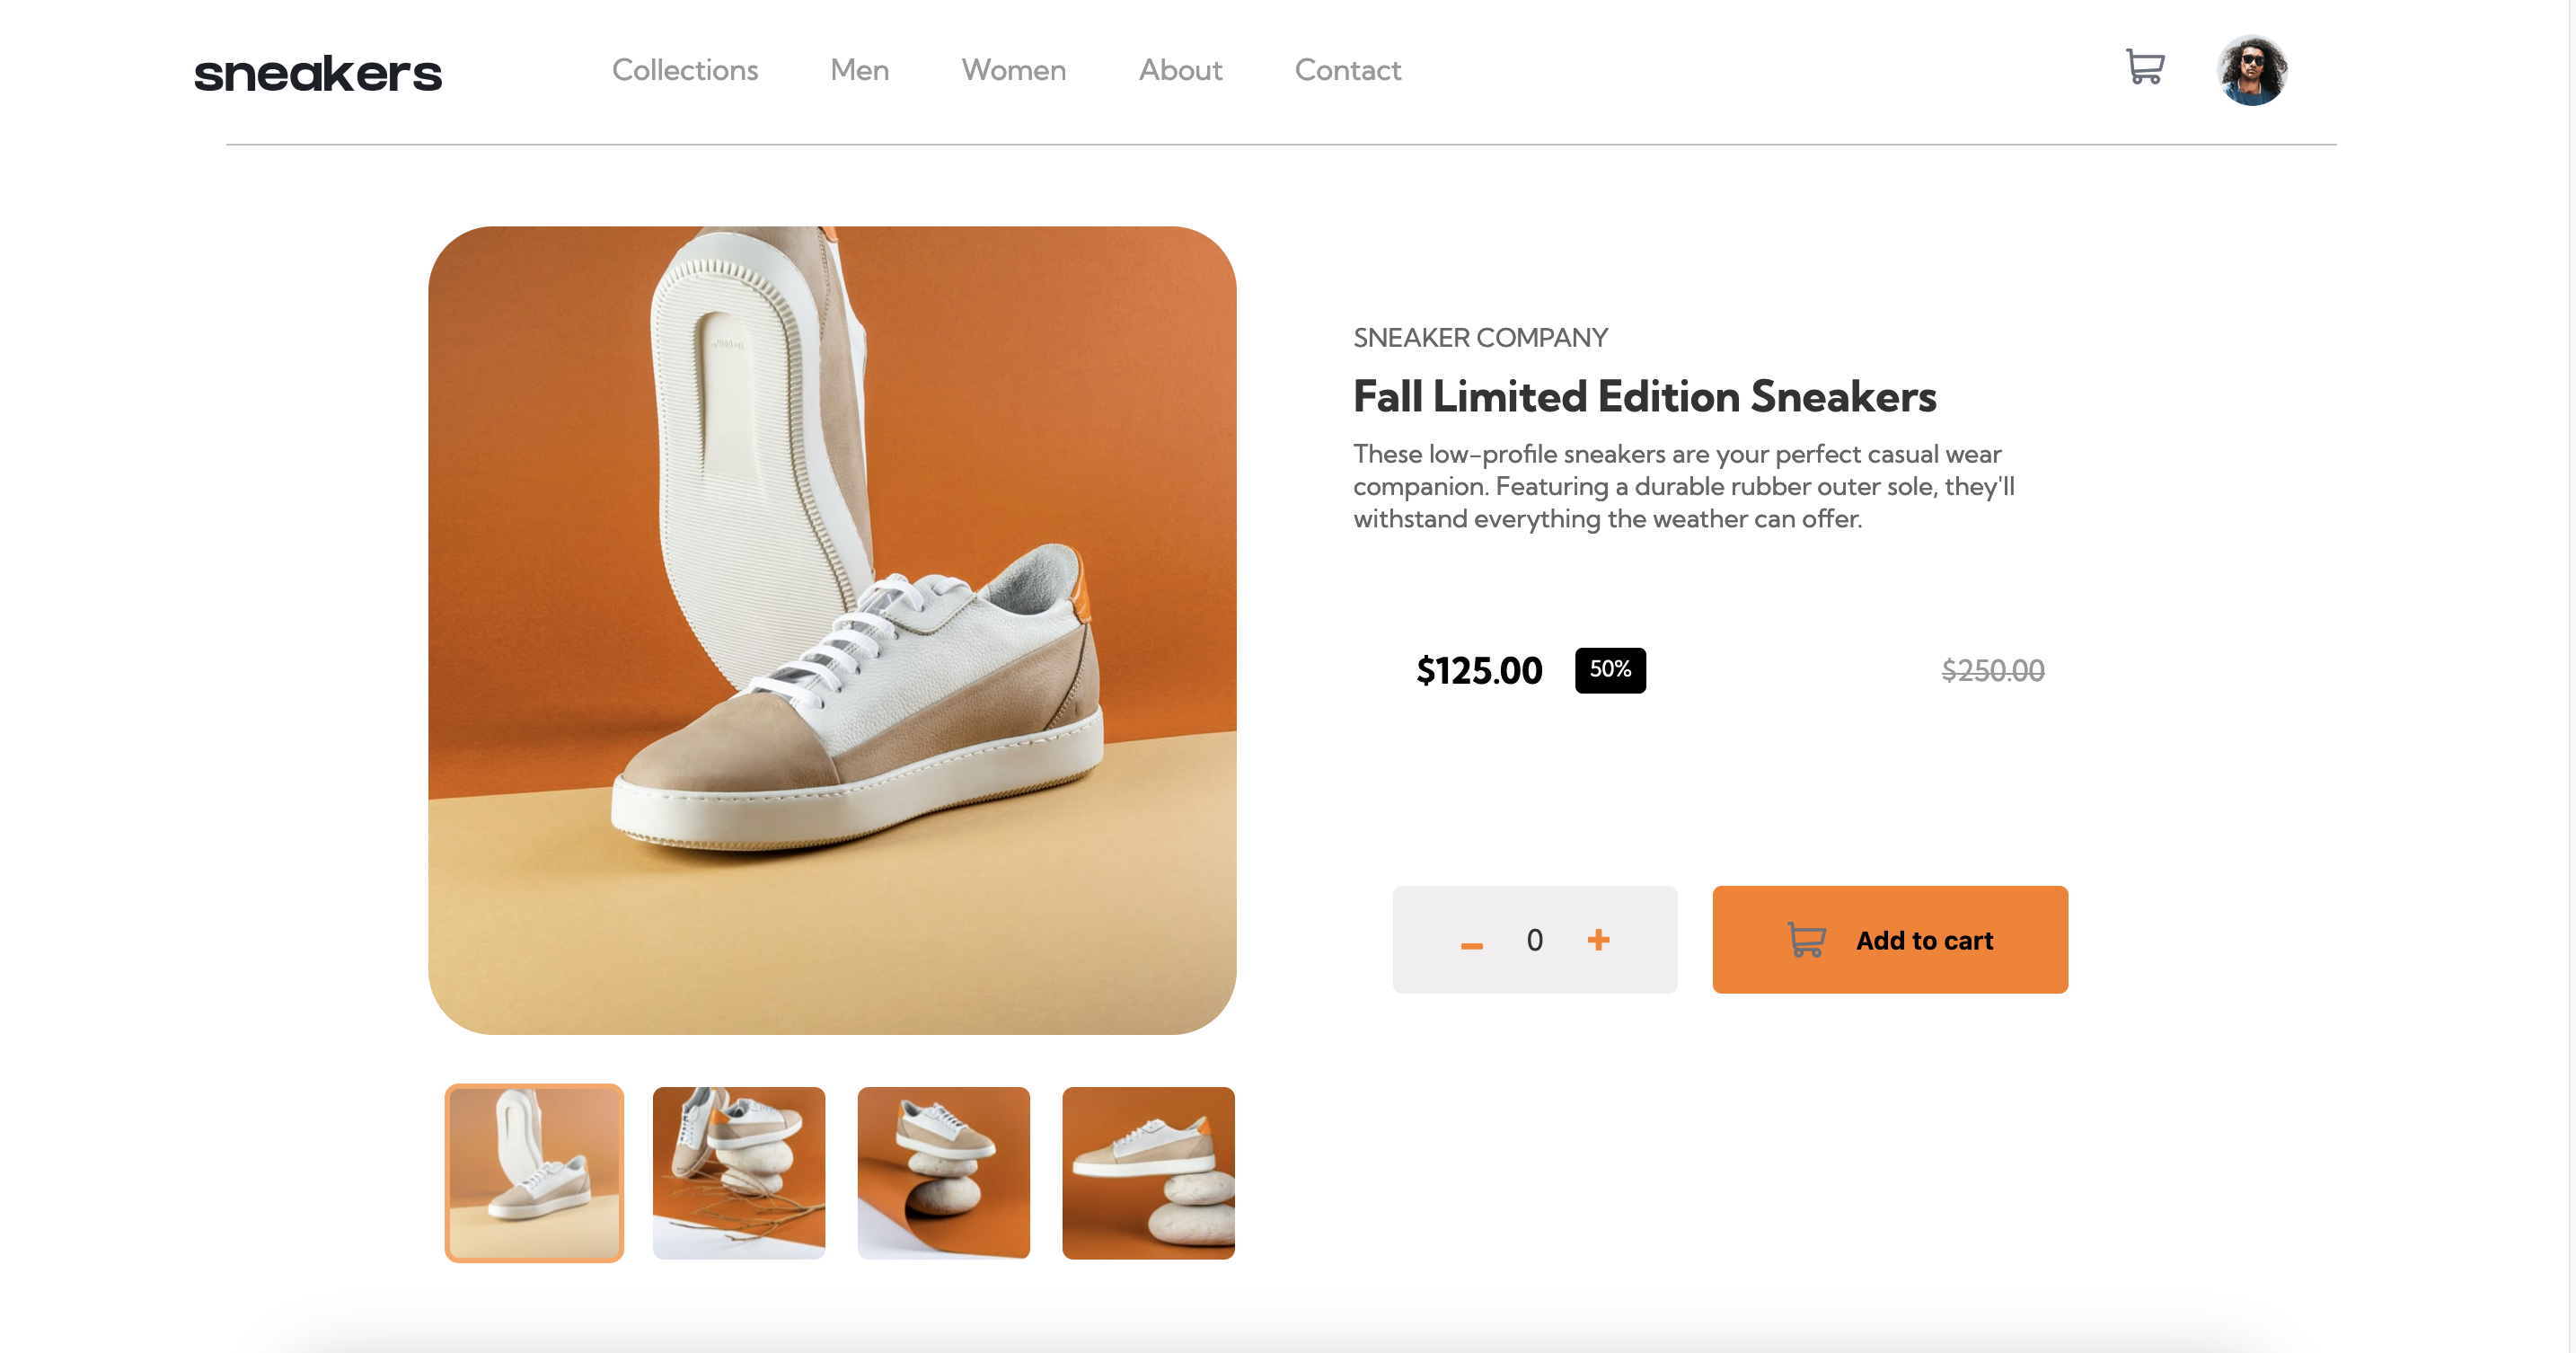 sneakers
Collections Men Women About Contact
SNEAKER COMPANY
Fall Limited Edition Sneakers
These low-profile sneakers are your perfect casual wear
companion. Featuring a durable rubber outer sole, they'll
withstand everything the weather can offer.
$125.00 50% $250.00
- 0 + Add to cart